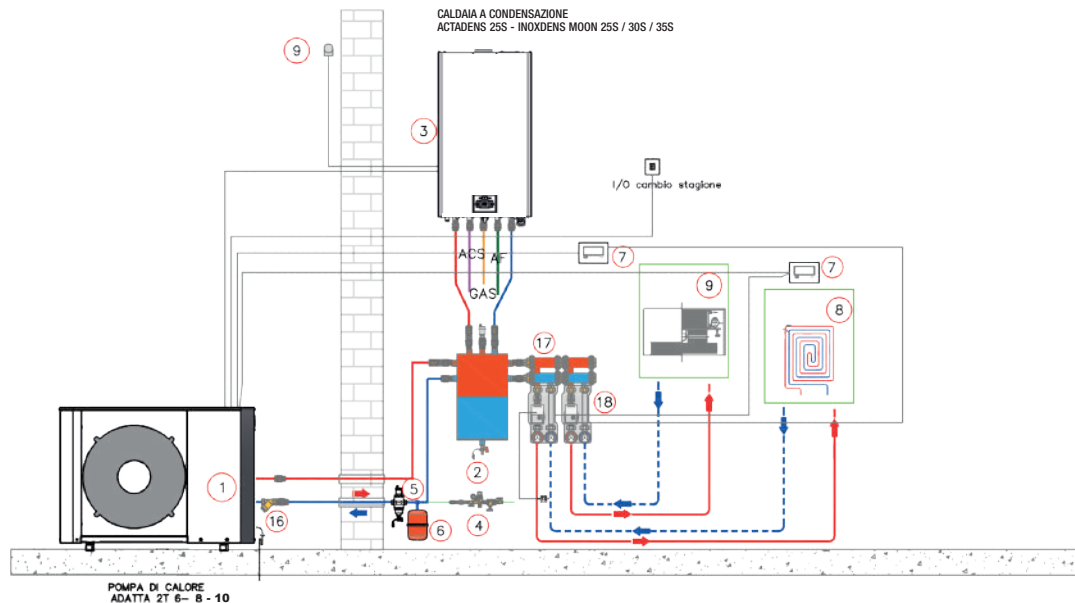 CALDAIA A CONDENSAZIONE
ACTADENS 25S - INOXDENS MOON 25S / 30S / 35S
9
3
I/O cambio stagione
ACS
AF
GAS
7
7
9
8
17
18
1
2
5
16
6
4
POMPA DI CALORE
ADATTA 2T 6– 8 - 10